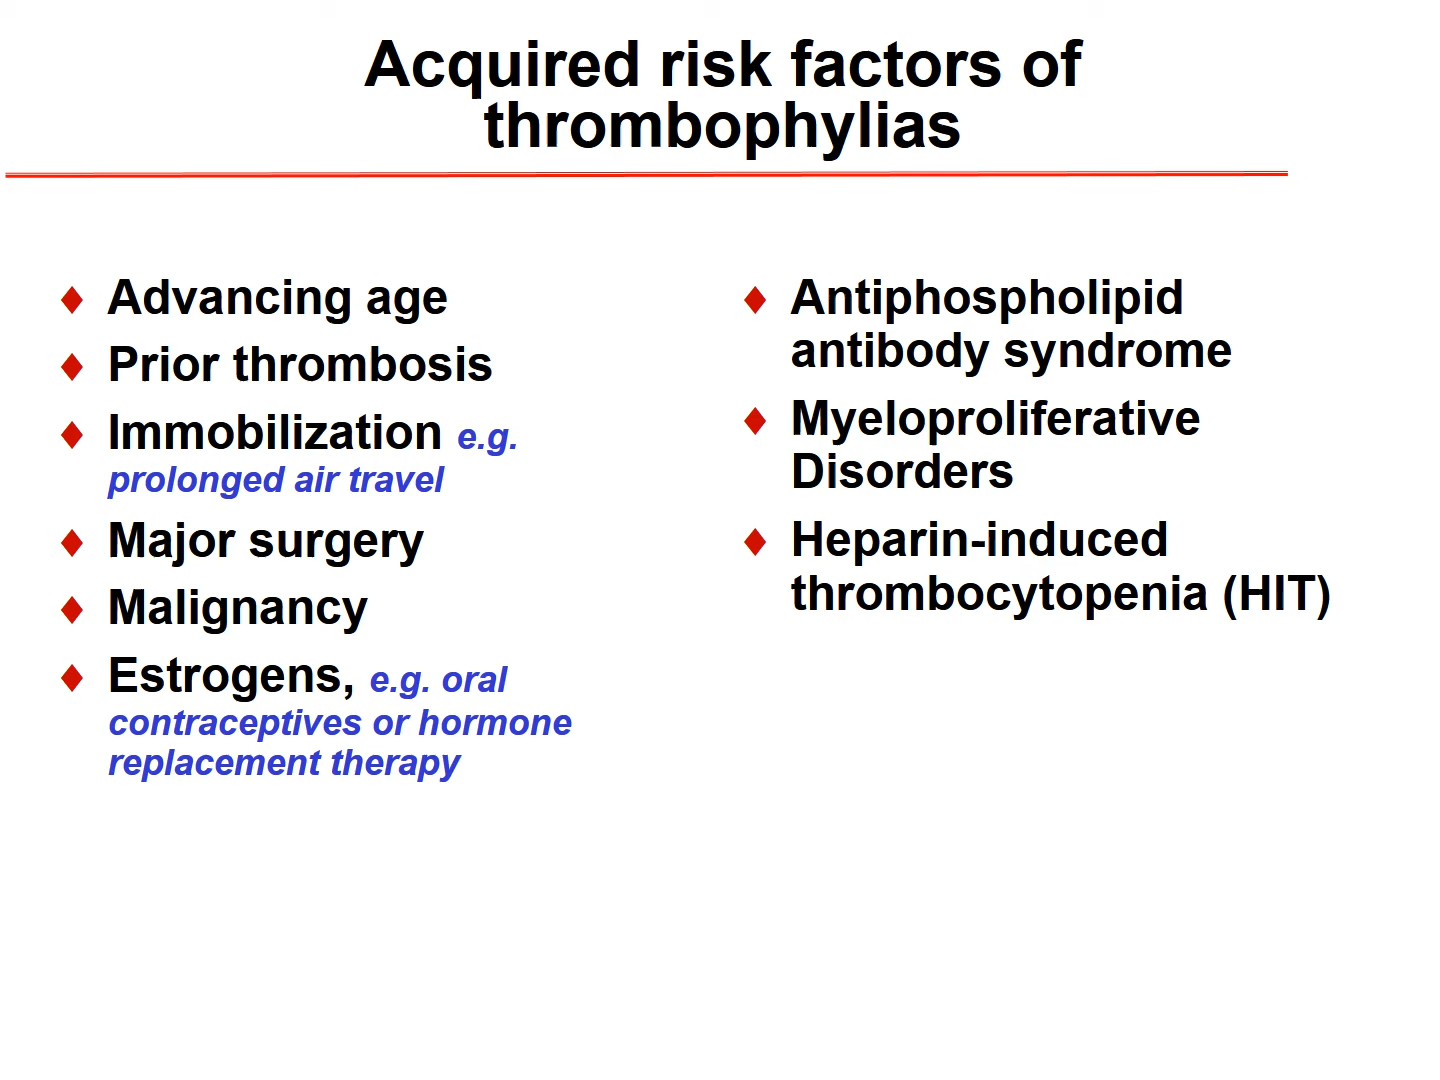 Acquired risk factors of
thrombophylias
Advancing age
Prior thrombosis
Immobilization e.g.
prolonged air travel
Major surgery
Malignancy
Estrogens, e.g. oral
contraceptives or hormone
replacement therapy
Antiphospholipid
antibody syndrome
Myeloproliferative
Disorders
Heparin-induced
thrombocytopenia (HIT)